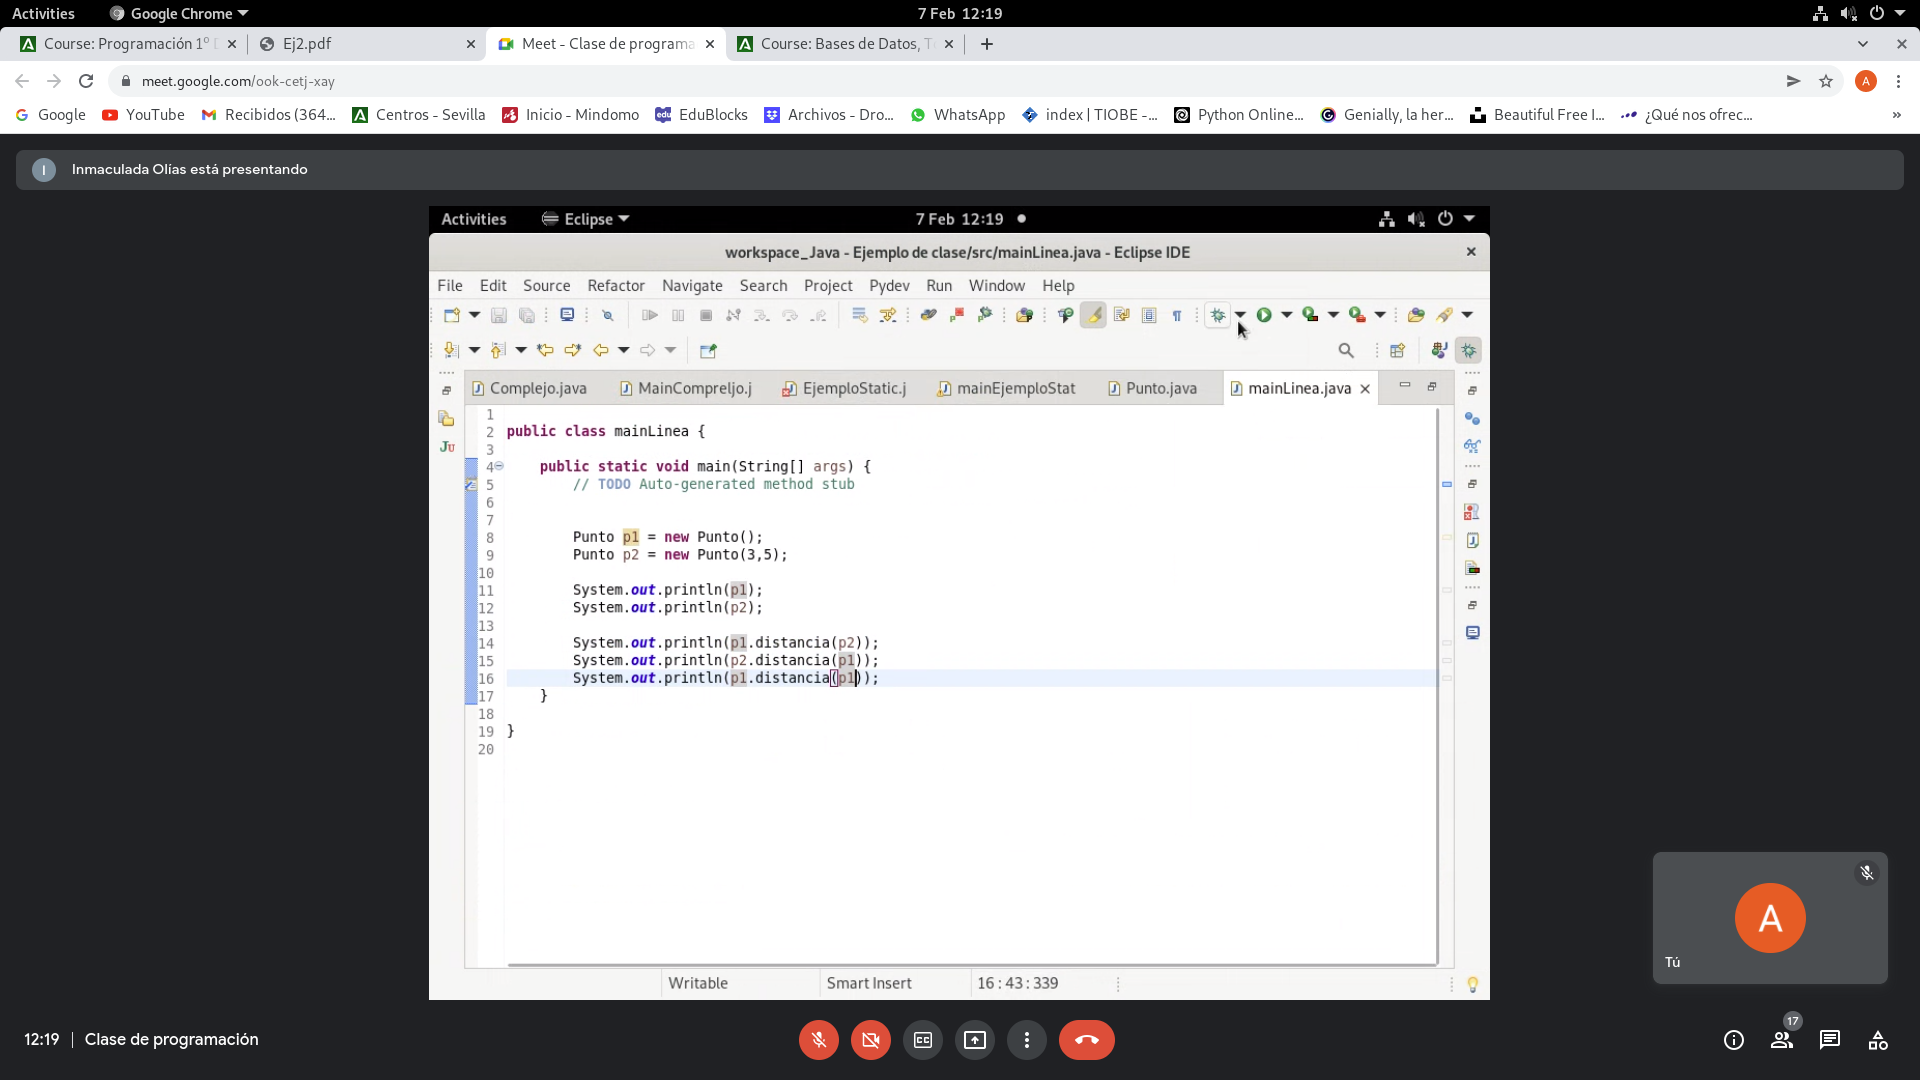 Activities Google Chrome 7 Feb 12:19
Course: Programación 1º Ej2.pdf Meet - Clase de programa Course: Bases de Datos, T
meet.google.com/ook-cetj-xay A
Google YouTube Recibidos (364... Centros - Sevilla Inicio - Mindomo EduBlocks Archivos - Dro... WhatsApp index | TIOBE -... Python Online... Genially, la her... Beautiful Free I... ¿Qué nos ofrec... »
I Inmaculada Olías está presentando
Activities Eclipse 7 Feb 12:19
workspace_Java - Ejemplo de clase/src/mainLinea.java - Eclipse IDE
File Edit Source Refactor Navigate Search Project Pydev Run Window Help
Complejo.java MainCompreljo.j EjemploStatic.j mainEjemploStat Punto.java mainLinea.java
1
2 public class mainLinea {
3
4 public static void main(String[] args) {
5 // TODO Auto-generated method stub
6
7
8 Punto p1 = new Punto();
9 Punto p2 = new Punto(3,5);
10
11 System.out.println(p1);
12 System.out.println(p2);
13
14 System.out.println(p1.distancia(p2));
15 System.out.println(p2.distancia(p1));
16 System.out.println(p1.distancia(p1));
17 }
18
19 }
20
Writable Smart Insert 16 : 43 : 339
A
Tú
12:19 | Clase de programación CC 17